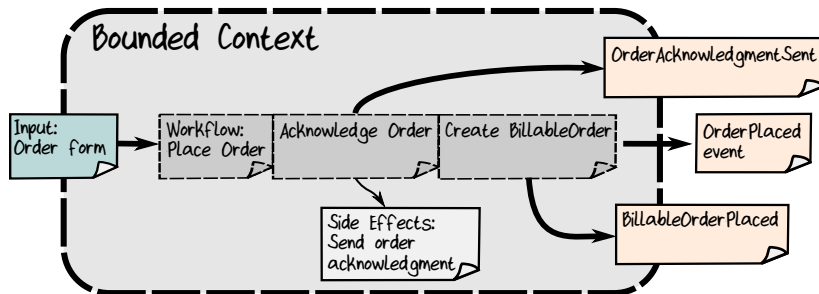 Bounded Context
OrderAcknowledgmentSent
Input:
Order form
Workflow:
Place Order
Acknowledge Order
Create BillableOrder
OrderPlaced
event
Side Effects:
Send order
acknowledgment
BillableOrderPlaced